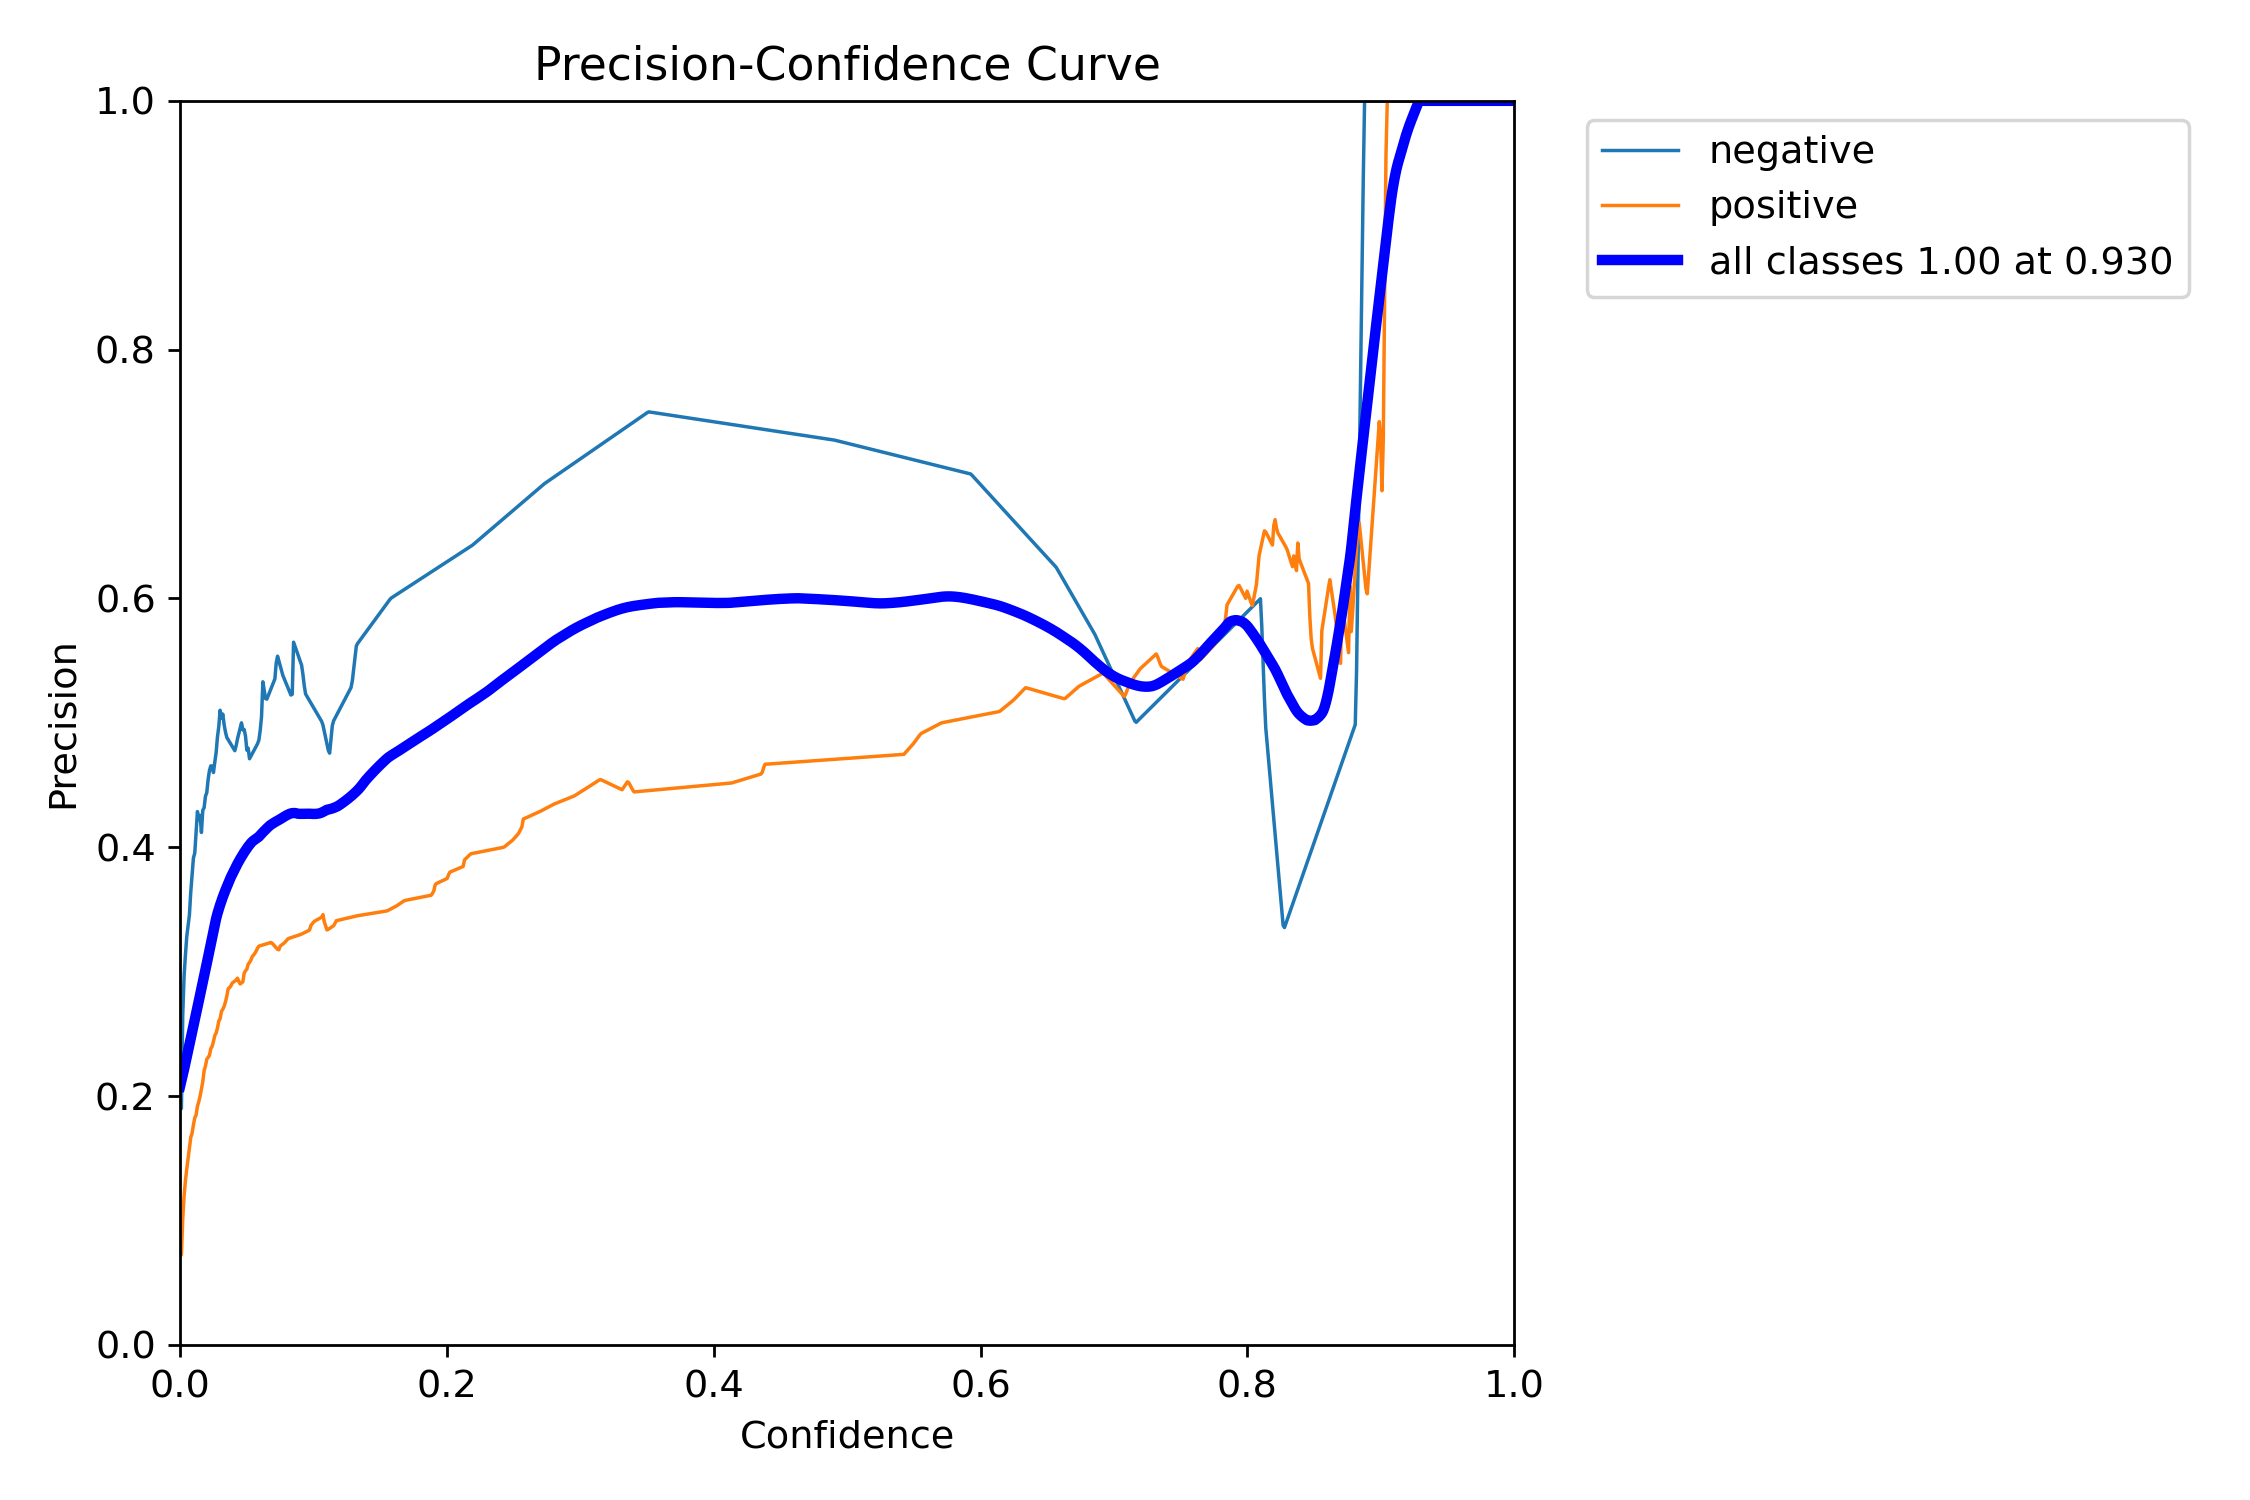 Precision-Confidence Curve
1.0
0.8
0.6
0.4
0.2
0.0
Precision
0.0 0.2 0.4 0.6 0.8 1.0
Confidence
negative
positive
all classes 1.00 at 0.930